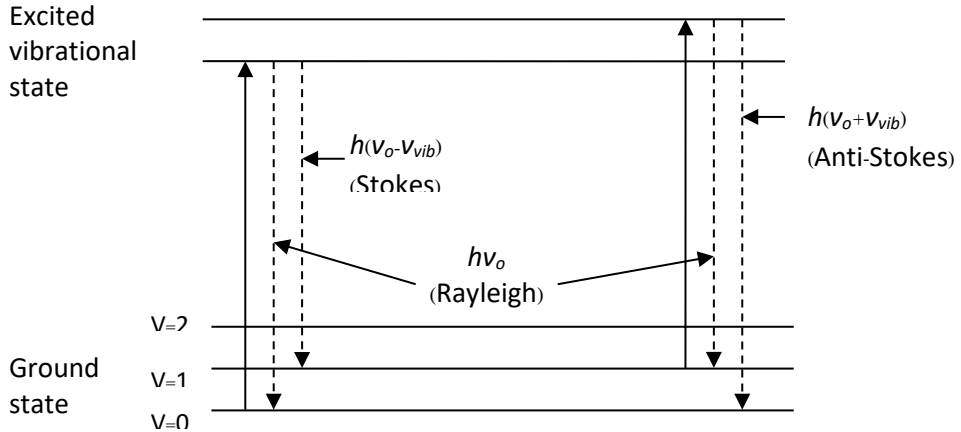 Excited
vibrational
state
h(νo-νvib)
(Stokes)
h(νo+νvib)
(Anti-Stokes)
hνo
(Rayleigh)
V=2
Ground
state
V=1
V=0